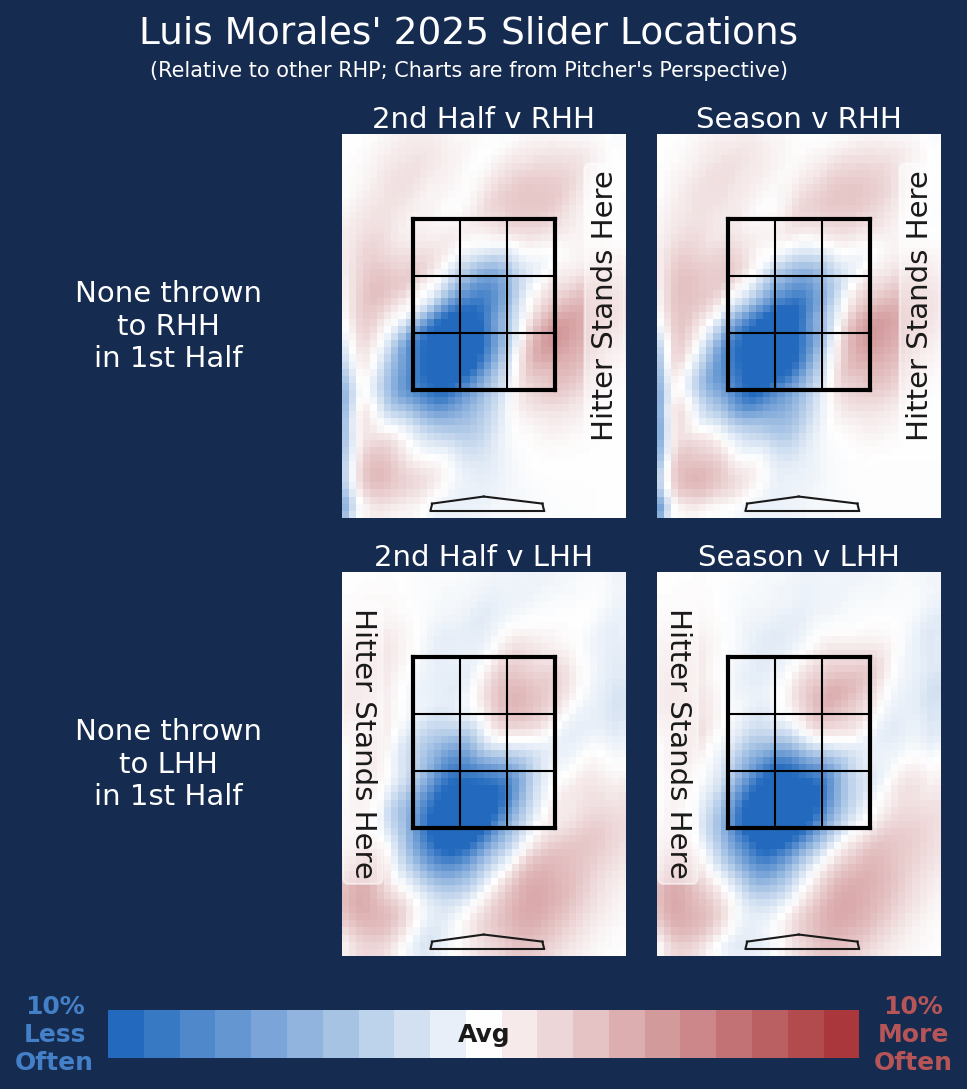 Luis Morales' 2025 Slider Locations
(Relative to other RHP; Charts are from Pitcher's Perspective)
2nd Half v RHH
Season v RHH
None thrown
to RHH
in 1st Half
Hitter Stands Here
Hitter Stands Here
2nd Half v LHH
Season v LHH
None thrown
to LHH
in 1st Half
Hitter Stands Here
Hitter Stands Here
10%
Less
Often
Avg
10%
More
Often